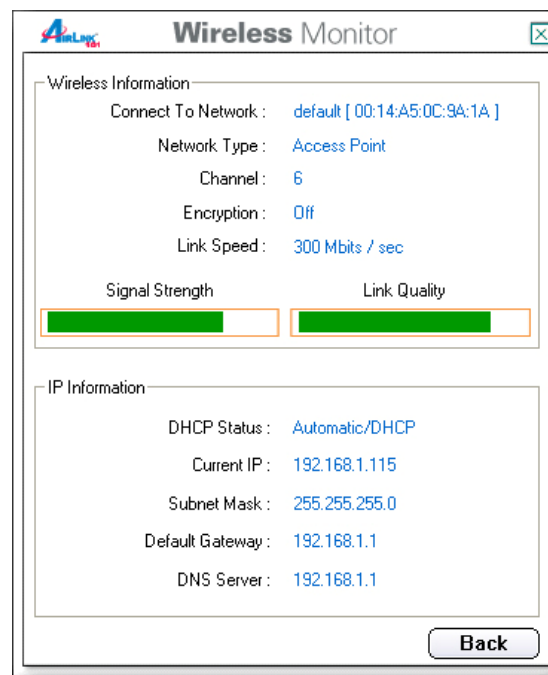 AirLink 101
Wireless Monitor
Wireless Information
Connect To Network : default [ 00:14:A5:0C:9A:1A ]
Network Type : Access Point
Channel : 6
Encryption : Off
Link Speed : 300 Mbits / sec
Signal Strength Link Quality
IP Information
DHCP Status : Automatic/DHCP
Current IP : 192.168.1.115
Subnet Mask : 255.255.255.0
Default Gateway : 192.168.1.1
DNS Server : 192.168.1.1
Back